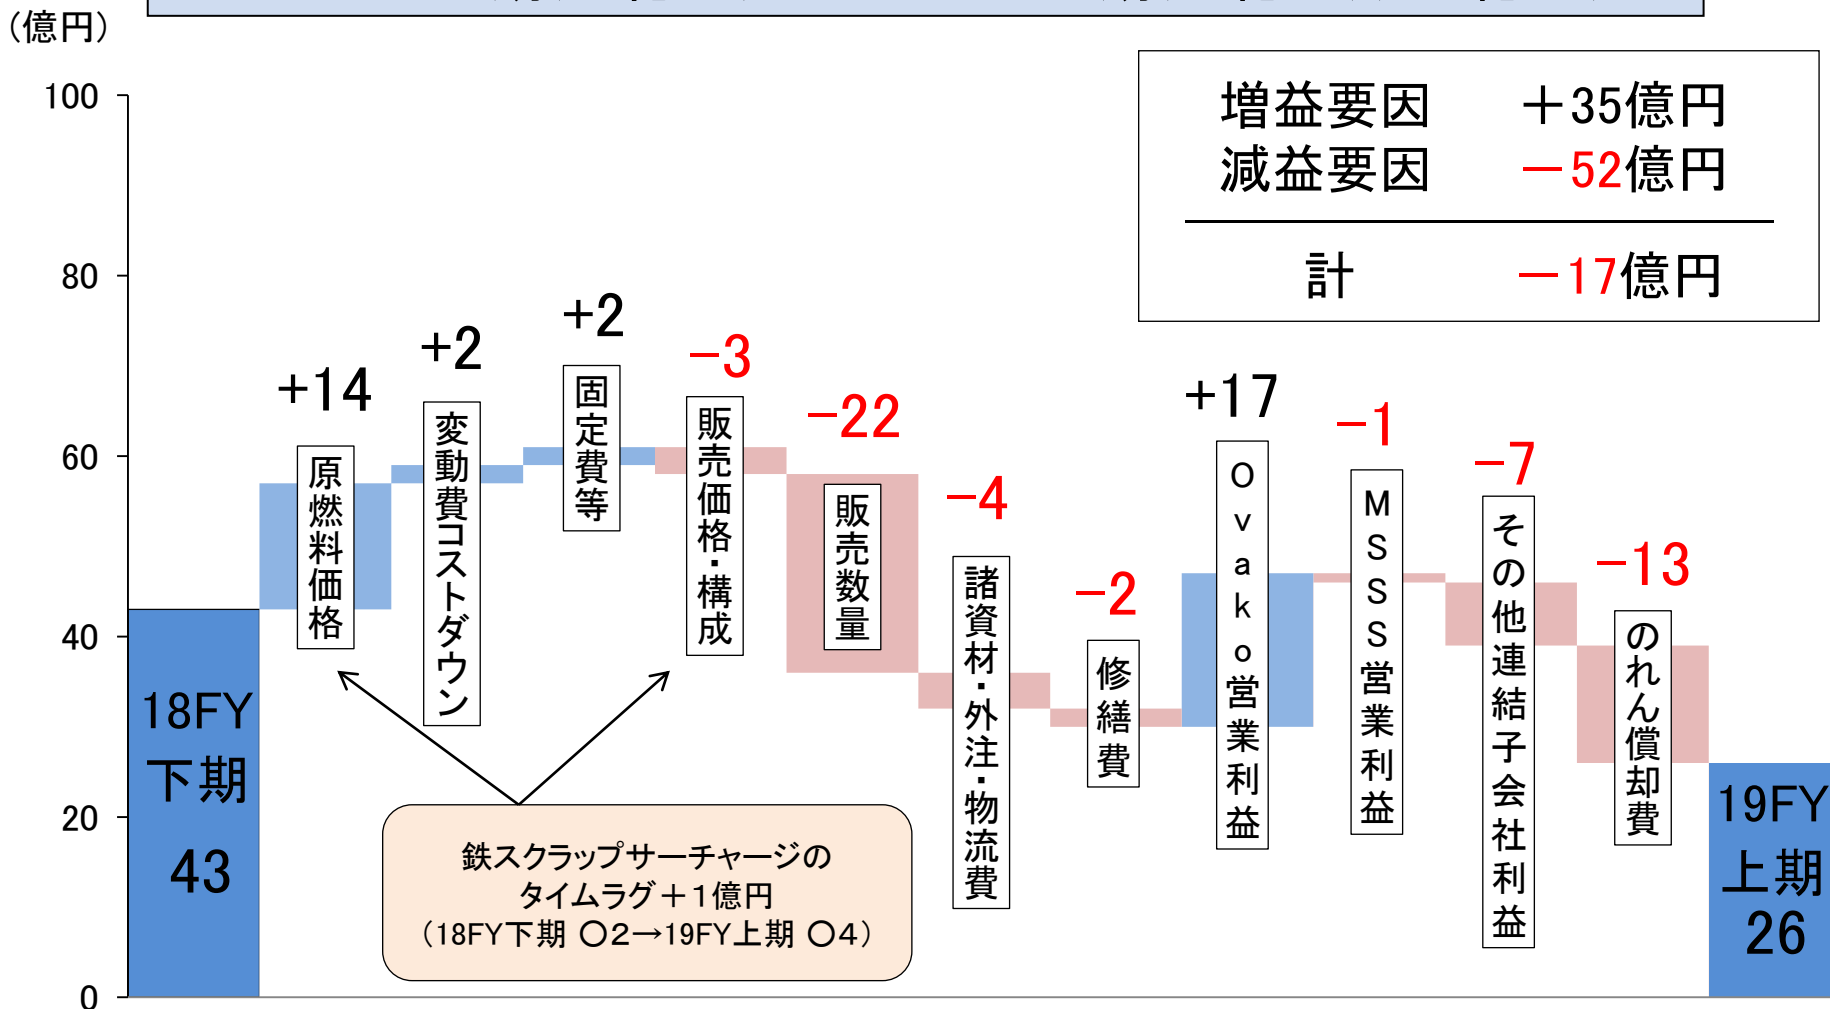 （億円）
増益要因 ＋35億円
減益要因 －52億円
計 －17億円
100
80
60
40
20
0
+14
+2
+2
－3
－22
－4
－2
+17
－1
－7
－13
原燃料価格
変動費コストダウン
固定費等
販売価格・構成
販売数量
諸資材・外注・物流費
修繕費
Ovako営業利益
MSSS営業利益
その他連結子会社利益
のれん償却費
18FY
下期
43
鉄スクラップサーチャージの
タイムラグ＋１億円
（18FY下期 〇２→19FY上期 〇４）
19FY
上期
26